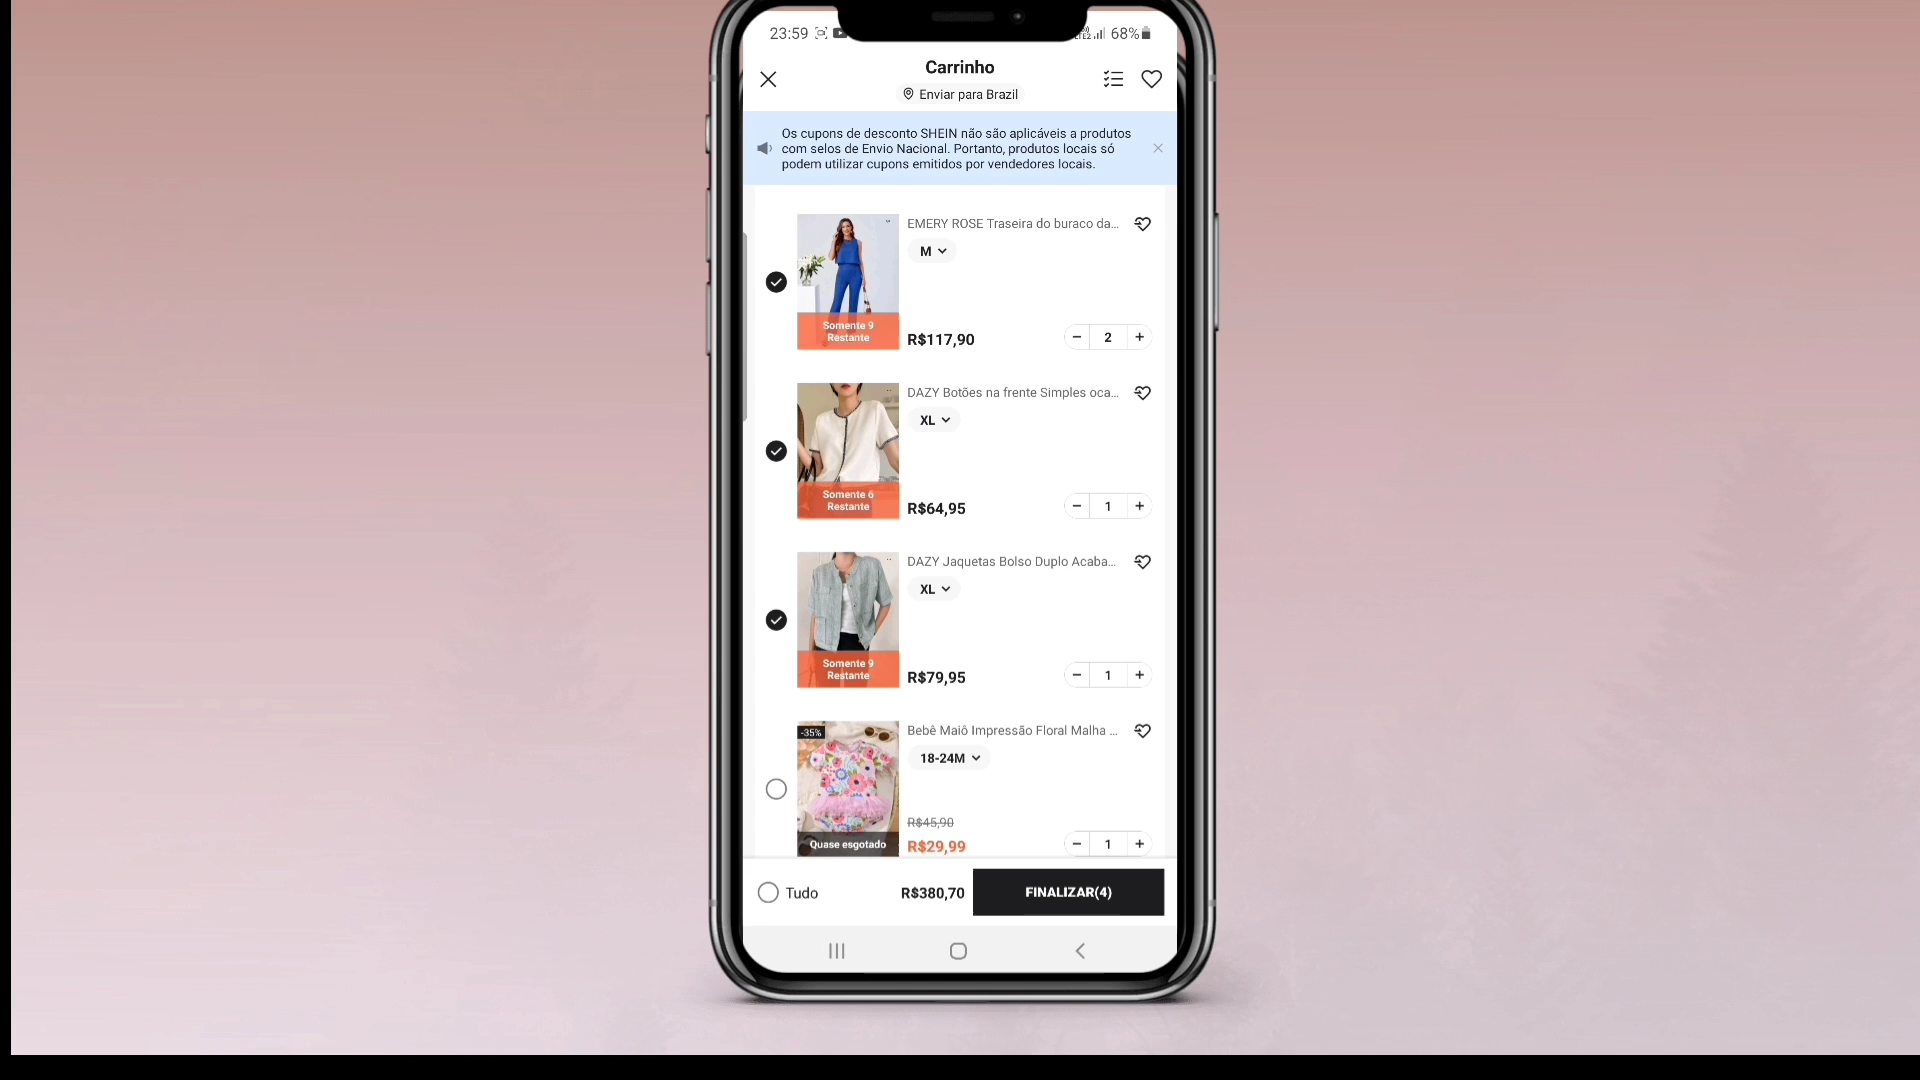 23:59
68%
Carrinho
Enviar para Brazil
Os cupons de desconto SHEIN não são aplicáveis a produtos
com selos de Envio Nacional. Portanto, produtos locais só
podem utilizar cupons emitidos por vendedores locais.
EMERY ROSE Traseira do buraco da...
M
Somente 9
Restante
R$117,90
2
DAZY Botões na frente Simples oca...
XL
Somente 6
Restante
R$64,95
1
DAZY Jaquetas Bolso Duplo Acaba...
XL
Somente 9
Restante
R$79,95
1
-35%
Bebê Maiô Impressão Floral Malha ...
18-24M
R$45,90
Quase esgotado
R$29,99
1
Tudo
R$380,70
FINALIZAR(4)